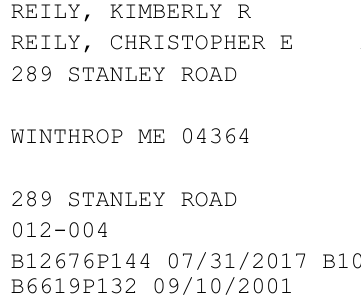 REILY, KIMBERLY R
REILY, CHRISTOPHER E
289 STANLEY ROAD
WINTHROP ME 04364
289 STANLEY ROAD
012-004
B12676P144 07/31/2017 B10
B6619P132 09/10/2001